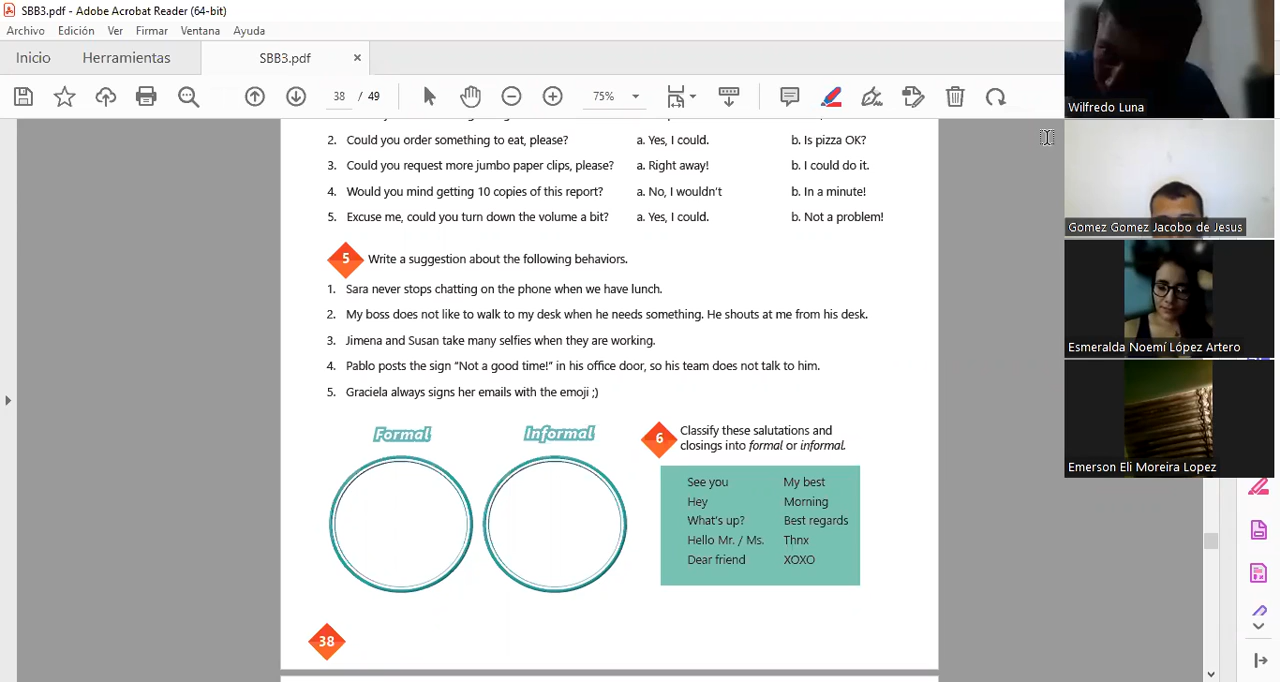 SBB3.pdf - Adobe Acrobat Reader (64-bit)
Archivo Edición Ver Firmar Ventana Ayuda
Inicio Herramientas SBB3.pdf ×
38 / 49 75%
2. Could you order something to eat, please? a. Yes, I could. b. Is pizza OK?
3. Could you request more jumbo paper clips, please? a. Right away! b. I could do it.
4. Would you mind getting 10 copies of this report? a. No, I wouldn't b. In a minute!
5. Excuse me, could you turn down the volume a bit? a. Yes, I could. b. Not a problem!
5 Write a suggestion about the following behaviors.
1. Sara never stops chatting on the phone when we have lunch.
2. My boss does not like to walk to my desk when he needs something. He shouts at me from his desk.
3. Jimena and Susan take many selfies when they are working.
4. Pablo posts the sign “Not a good time!” in his office door, so his team does not talk to him.
5. Graciela always signs her emails with the emoji ;)
Formal Informal
6 Classify these salutations and
closings into formal or informal.
See you My best
Hey Morning
What's up? Best regards
Hello Mr. / Ms. Thnx
Dear friend XOXO
38
Wilfredo Luna
Gomez Gomez Jacobo de Jesus
Esmeralda Noemí López Artero
Emerson Eli Moreira Lopez